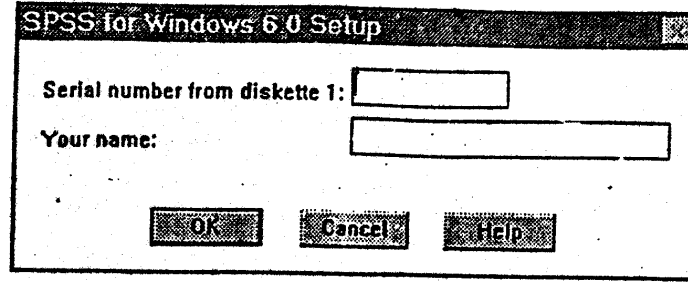 SPSS for Windows 6.0 Setup
Serial number from diskette 1:
Your name:
OK Cancel Help